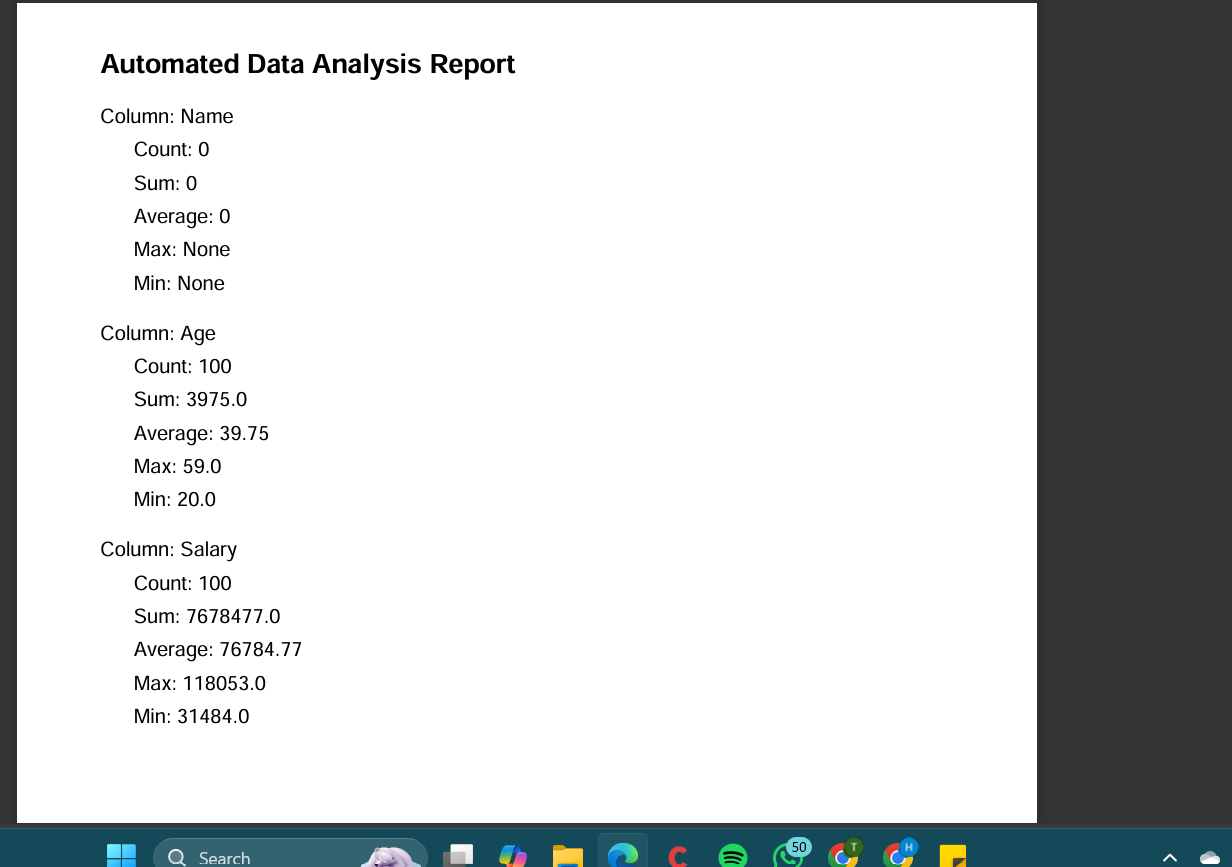 Automated Data Analysis Report
Column: Name
Count: 0
Sum: 0
Average: 0
Max: None
Min: None
Column: Age
Count: 100
Sum: 3975.0
Average: 39.75
Max: 59.0
Min: 20.0
Column: Salary
Count: 100
Sum: 7678477.0
Average: 76784.77
Max: 118053.0
Min: 31484.0
Search
50
T
H